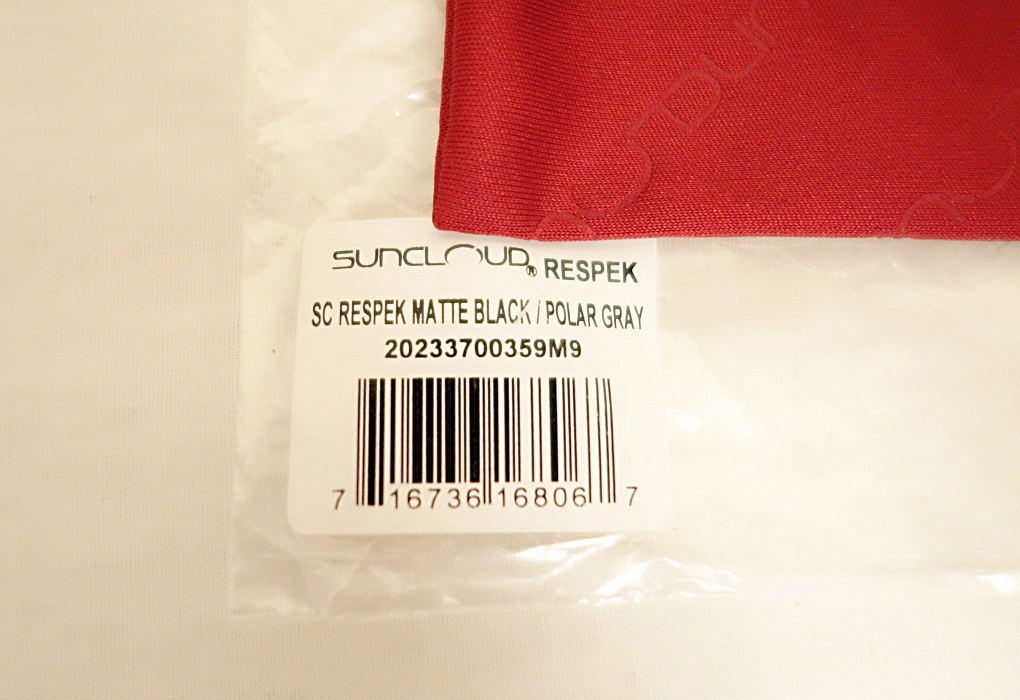 SUNCLOUD® RESPEK
SC RESPEK MATTE BLACK / POLAR GRAY
20233700359M9
7 16736 16806 7